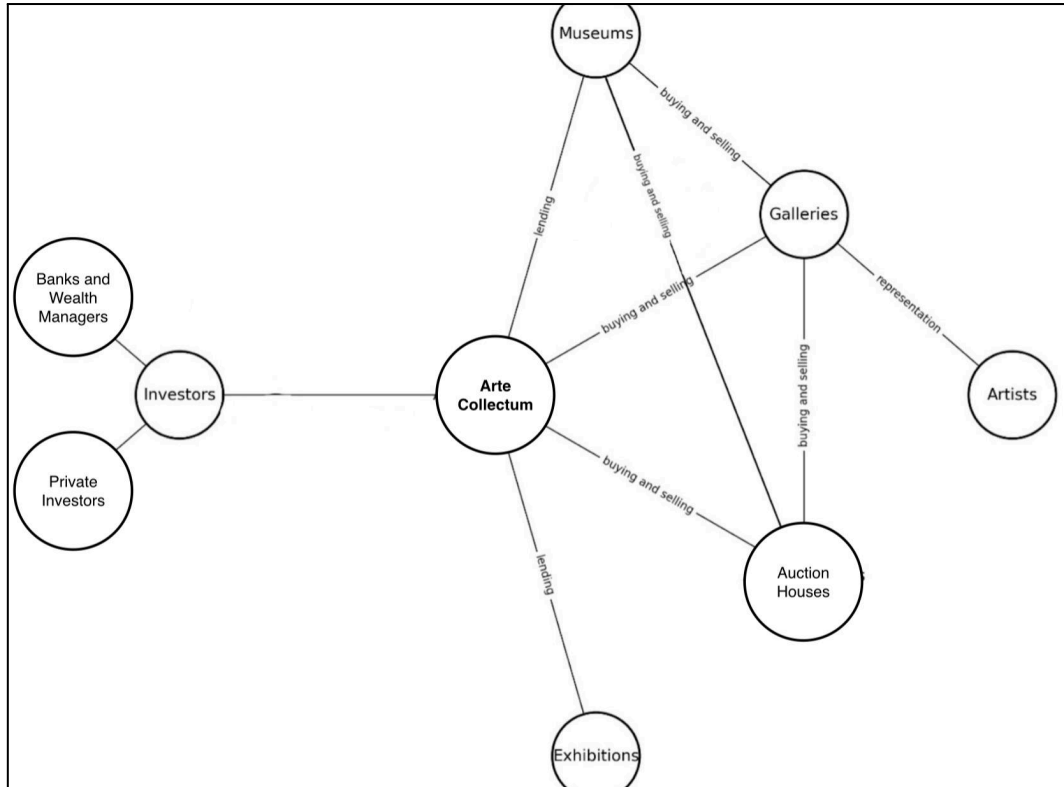 Museums
buying and selling
Galleries
lending
buying and selling
buying and selling
representation
Banks and
Wealth
Managers
Investors
Arte
Collectum
Artists
buying and selling
Private
Investors
buying and selling
lending
Auction
Houses
Exhibitions